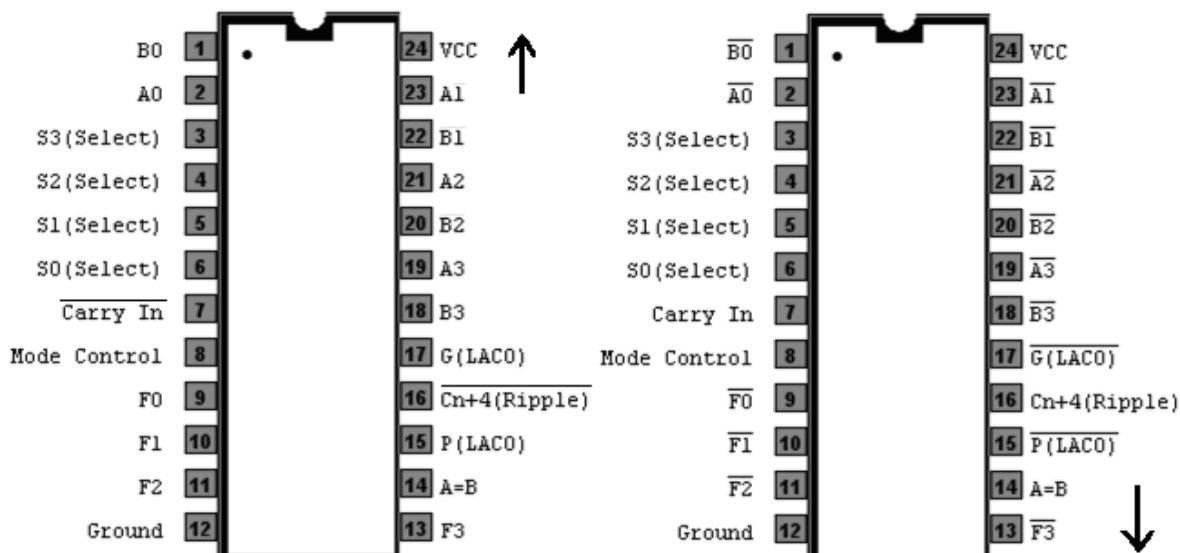 B0 1 24 VCC
A0 2 23 A1
S3(Select) 3 22 B1
S2(Select) 4 21 A2
S1(Select) 5 20 B2
S0(Select) 6 19 A3
Carry In 7 18 B3
Mode Control 8 17 G(LACO)
F0 9 16 Cn+4(Ripple)
F1 10 15 P(LACO)
F2 11 14 A=B
Ground 12 13 F3
B0 1 24 VCC
A0 2 23 A1
S3(Select) 3 22 B1
S2(Select) 4 21 A2
S1(Select) 5 20 B2
S0(Select) 6 19 A3
Carry In 7 18 B3
Mode Control 8 17 G(LACO)
F0 9 16 Cn+4(Ripple)
F1 10 15 P(LACO)
F2 11 14 A=B
Ground 12 13 F3